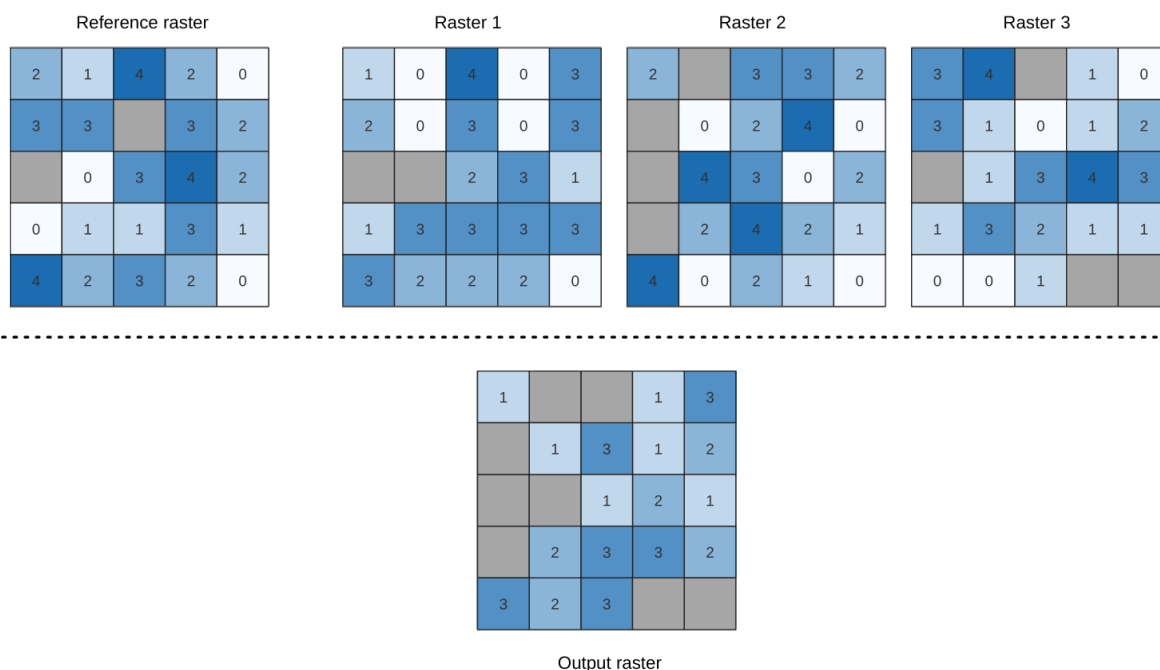 Reference raster Raster 1 Raster 2 Raster 3
2 1 4 2 0 1 0 4 0 3 2 3 3 2 3 4 1 0
3 3 3 2 2 0 3 0 3 0 2 4 0 3 1 0 1 2
0 3 4 2 2 3 1 4 3 0 2 1 3 4 3
0 1 1 3 1 1 3 3 3 3 2 4 2 1 1 3 2 1 1
4 2 3 2 0 3 2 2 2 0 4 0 2 1 0 0 0 1
1 1 3
1 3 1 2
1 2 1
2 3 3 2
3 2 3
Output raster